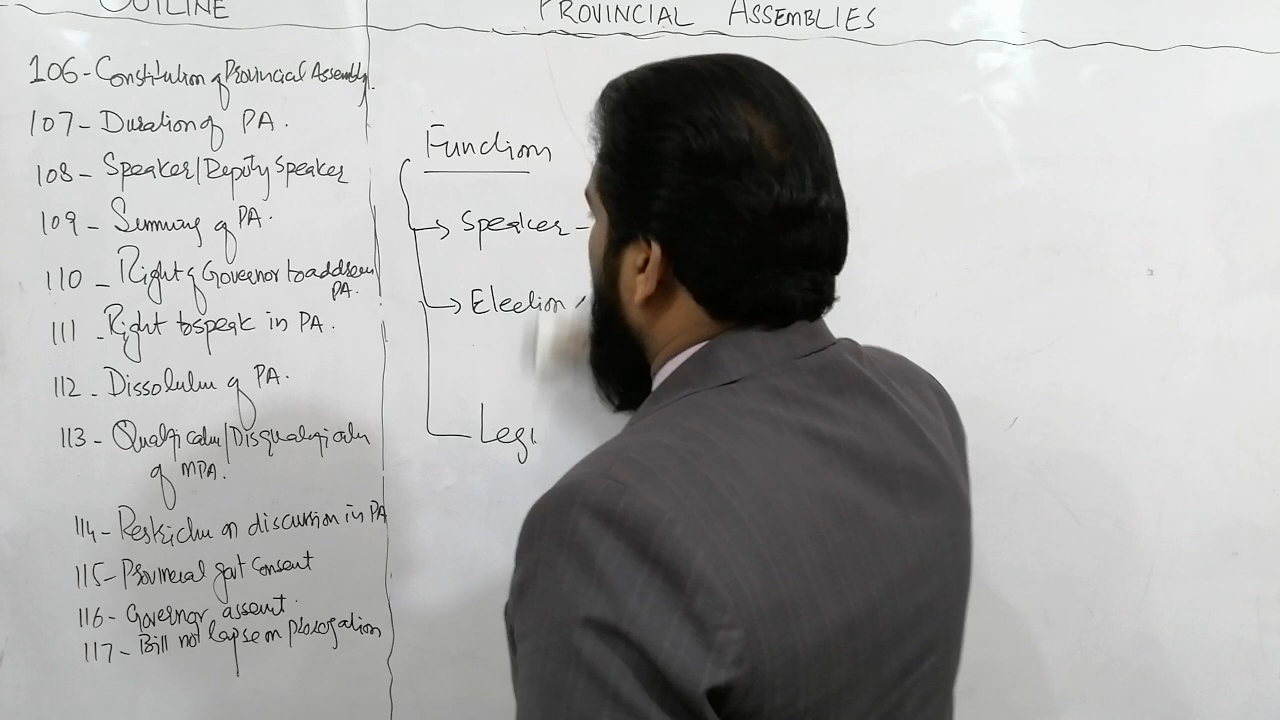 OUTLINE
106 - Constitution of Provincial Assembly.
107 - Duration of PA.
108 - Speaker/Deputy Speaker
109 - Summoning of PA.
110 - Right of Governor to address
PA.
111 - Right to speak in PA.
112 - Dissolution of PA.
113 - Qualification/Disqualification
of MPA.
114 - Restriction on discussion in PA
115 - Provincial govt Consent
116 - Governor assent.
117 - Bill not lapse on prorogation
PROVINCIAL ASSEMBLIES
Functions
→ Speaker -
→ Election
Legi